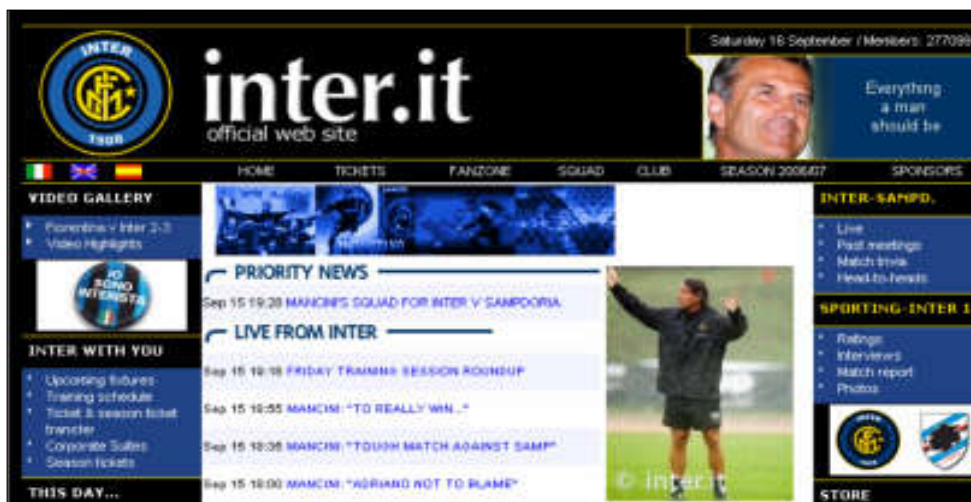 Saturday 16 September / Members: 277099
INTER
1908
inter.it
official web site
Everything
a man
should be
HOME TICKETS FANZONE SQUAD CLUB SEASON 2006/07 SPONSORS
VIDEO GALLERY
Fiorentina v Inter 2-3
Video Highlights
IO
SONO
INTERISTA
INTER WITH YOU
Upcoming fixtures
Training schedule
Ticket & season ticket
transfer
Corporate Suites
Season tickets
THIS DAY...
PRIORITY NEWS
Sep 15 19:28 MANCINI'S SQUAD FOR INTER V SAMPDORIA
LIVE FROM INTER
Sep 15 19:18 FRIDAY TRAINING SESSION ROUNDUP
Sep 15 18:55 MANCINI: "TO REALLY WIN..."
Sep 15 18:35 MANCINI: "TOUGH MATCH AGAINST SAMP"
Sep 15 18:00 MANCINI: "ADRIANO NOT TO BLAME"
© inter.it
INTER-SAMPD.
Live
Past meetings
Match trivia
Head-to-heads
SPORTING-INTER 1
Ratings
Interviews
Match report
Photos
INTER
1908
STORE